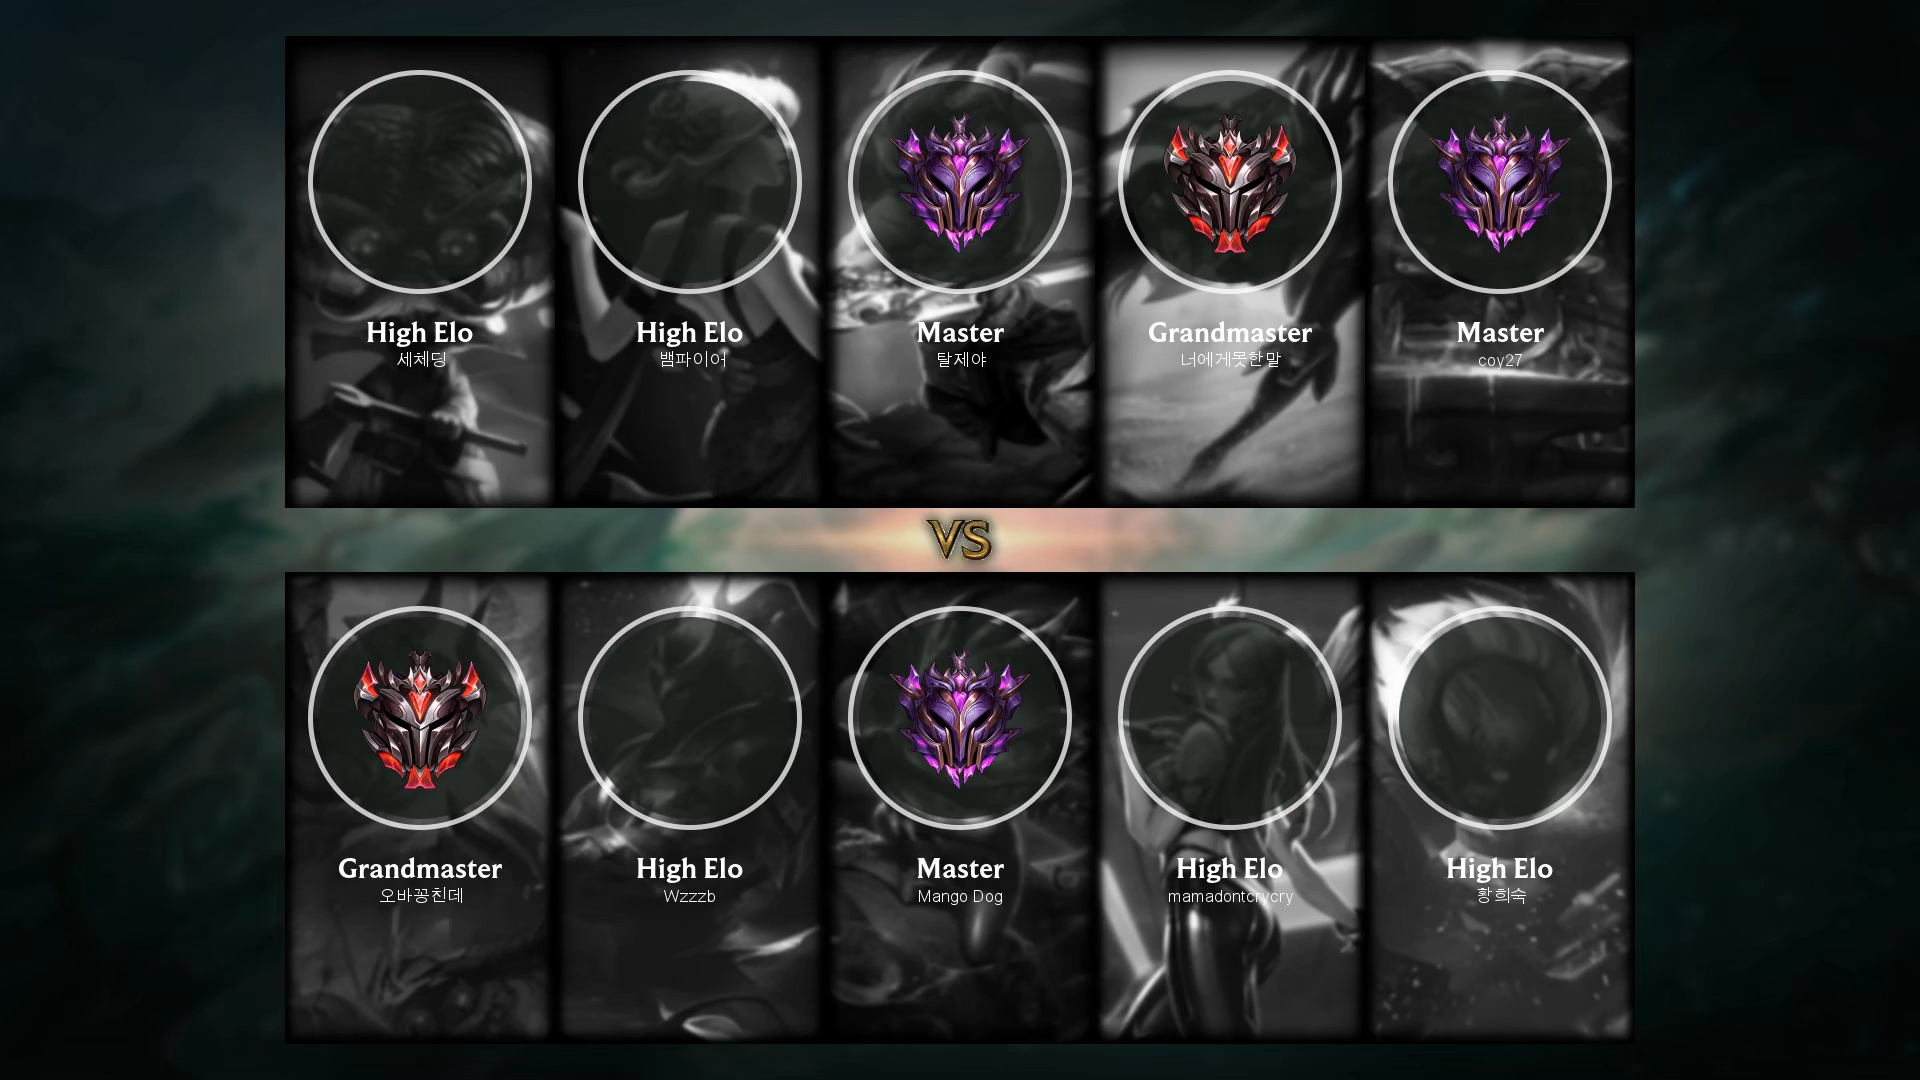 High Elo
세체딩
High Elo
뱀파이어
Master
탈제야
Grandmaster
너에게못한말
Master
coy27
VS
Grandmaster
오바꽁친데
High Elo
Wzzzb
Master
Mango Dog
High Elo
mamadontcrycry
High Elo
황희숙